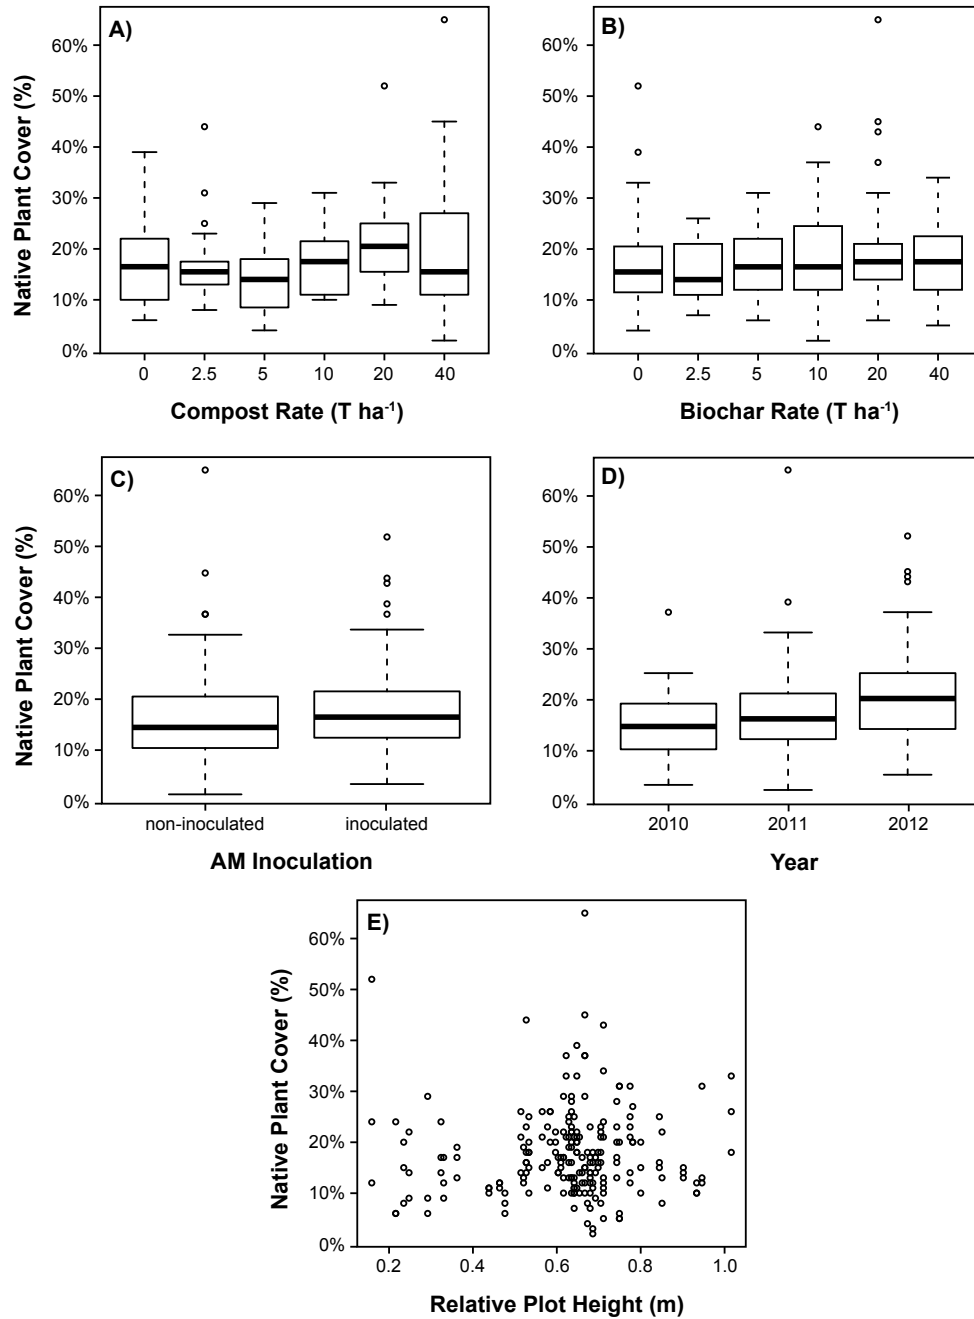 A)
Native Plant Cover (%)
60%
50%
40%
30%
20%
10%
0%
0 2.5 5 10 20 40
Compost Rate (T ha⁻¹)
B)
60%
50%
40%
30%
20%
10%
0%
0 2.5 5 10 20 40
Biochar Rate (T ha⁻¹)
C)
Native Plant Cover (%)
60%
50%
40%
30%
20%
10%
0%
non-inoculated inoculated
AM Inoculation
D)
60%
50%
40%
30%
20%
10%
0%
2010 2011 2012
Year
E)
Native Plant Cover (%)
60%
50%
40%
30%
20%
10%
0%
0.2 0.4 0.6 0.8 1.0
Relative Plot Height (m)